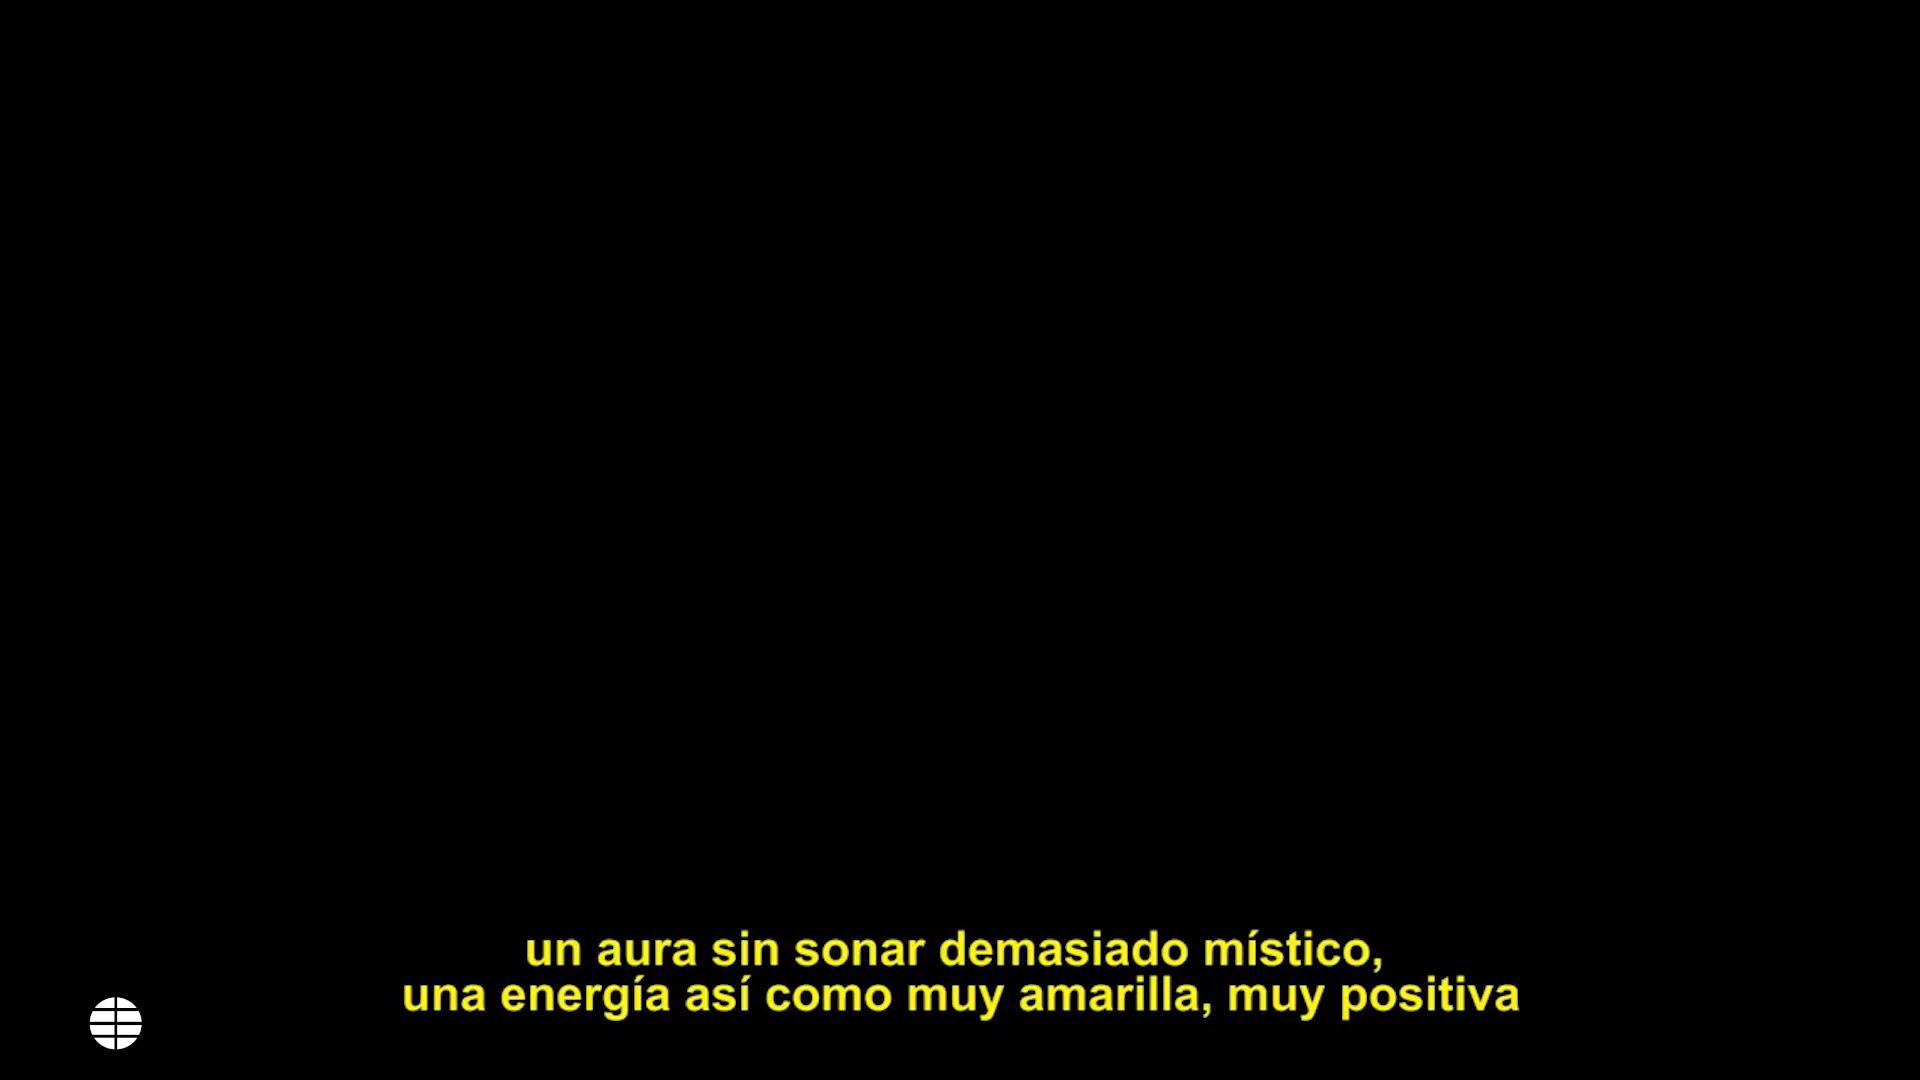 un aura sin sonar demasiado místico,
una energía así como muy amarilla, muy positiva